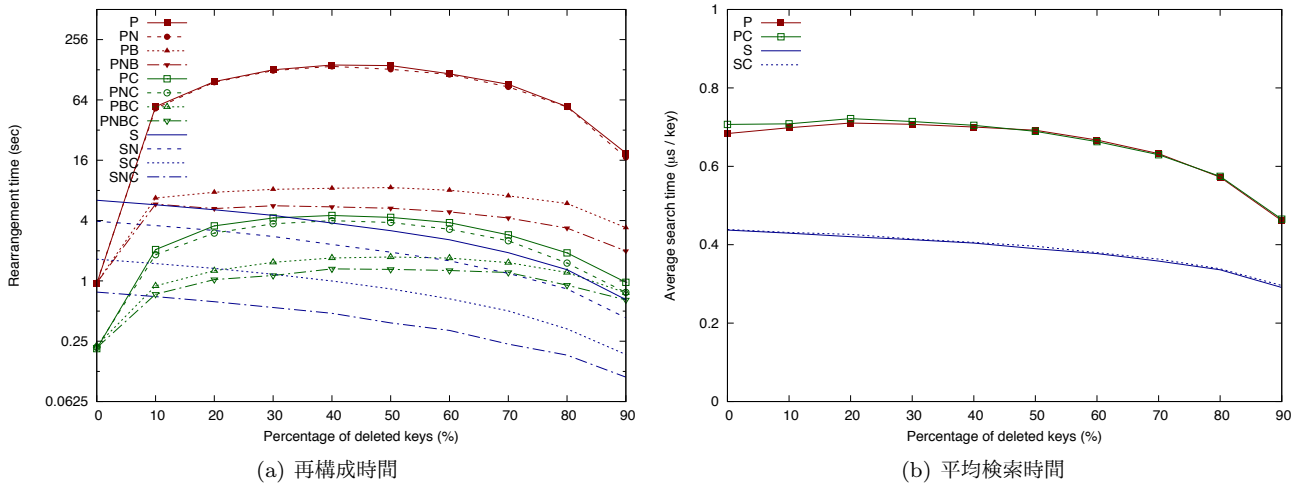 P
PN
PB
PNB
PC
PNC
PBC
PNBC
S
SN
SC
SNC
256
64
16
4
1
0.25
0.0625
0 10 20 30 40 50 60 70 80 90
Rearrangement time (sec)
Percentage of deleted keys (%)
(a) 再構成時間
P
PC
S
SC
1
0.8
0.6
0.4
0.2
0
0 10 20 30 40 50 60 70 80 90
Average search time (μs / key)
Percentage of deleted keys (%)
(b) 平均検索時間